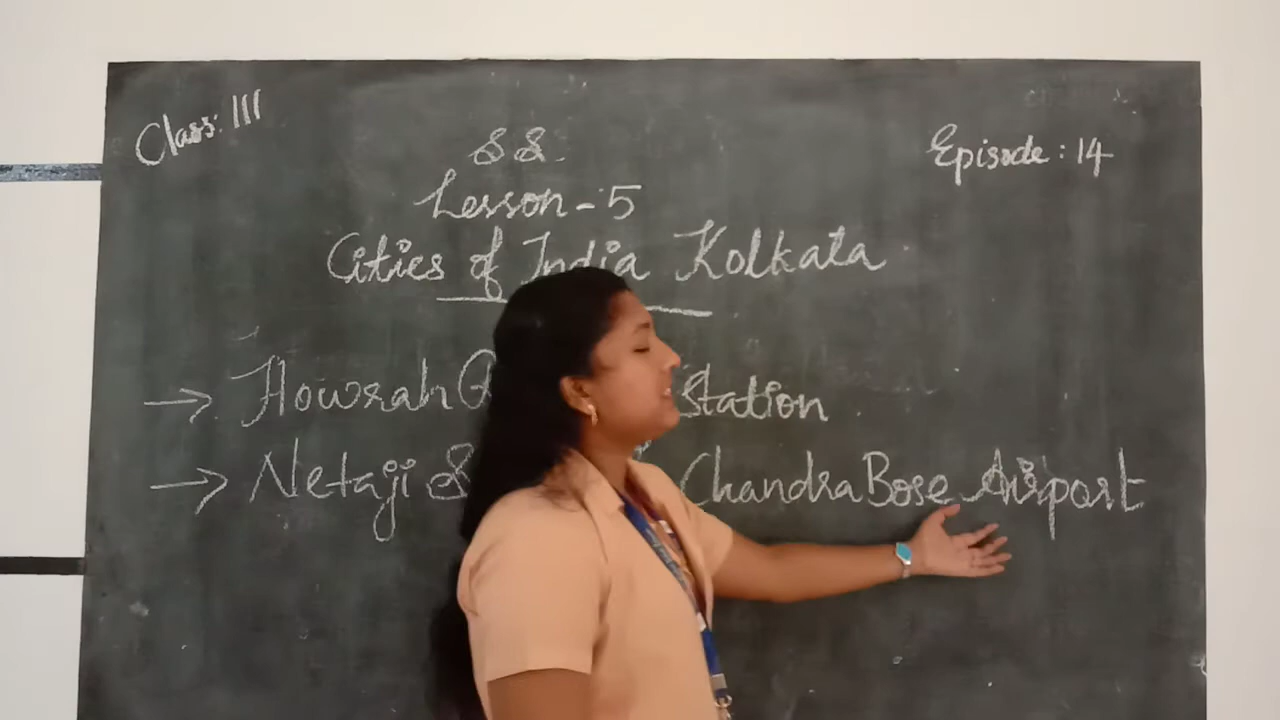 Class: III
S S.
Episode: 14
Lesson - 5
Cities of India Kolkata
→ Howrah Station
→ Netaji Chandra Bose Airport